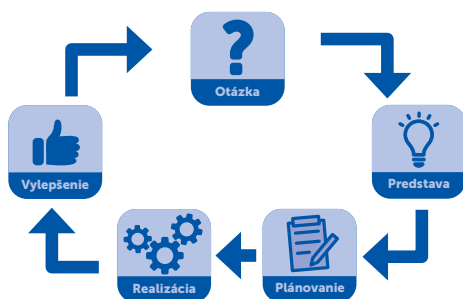 Otázka
Predstava
Plánovanie
Realizácia
Vylepšenie